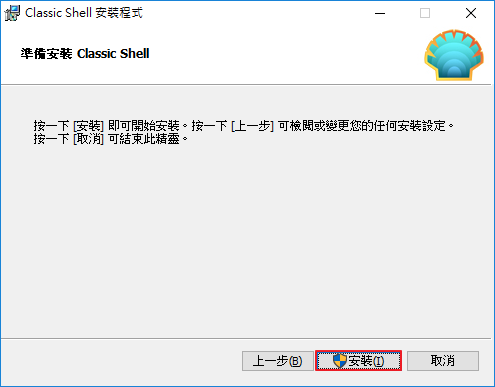 Classic Shell 安裝程式
準備安裝 Classic Shell
按一下 [安裝] 即可開始安裝。按一下 [上一步] 可檢閱或變更您的任何安裝設定。
按一下 [取消] 可結束此精靈。
上一步(B) 安裝(I) 取消